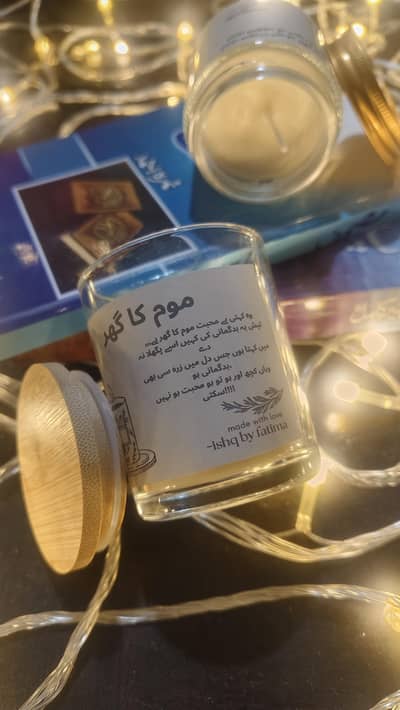 موم کا گھر
وہ کہتی ہے محبت موم کا گھر ہے،،،
تپش یہ بدگمانی کی کہیں اسے پگھلا نہ
دے
میں کہتا ہوں جس دل میں زرہ سی بھی
بدگمانی ہو،
وہاں کچھ اور ہو تو ہو محبت ہو نہیں
سکتی!!!!
made with love
~Ishq by fatima